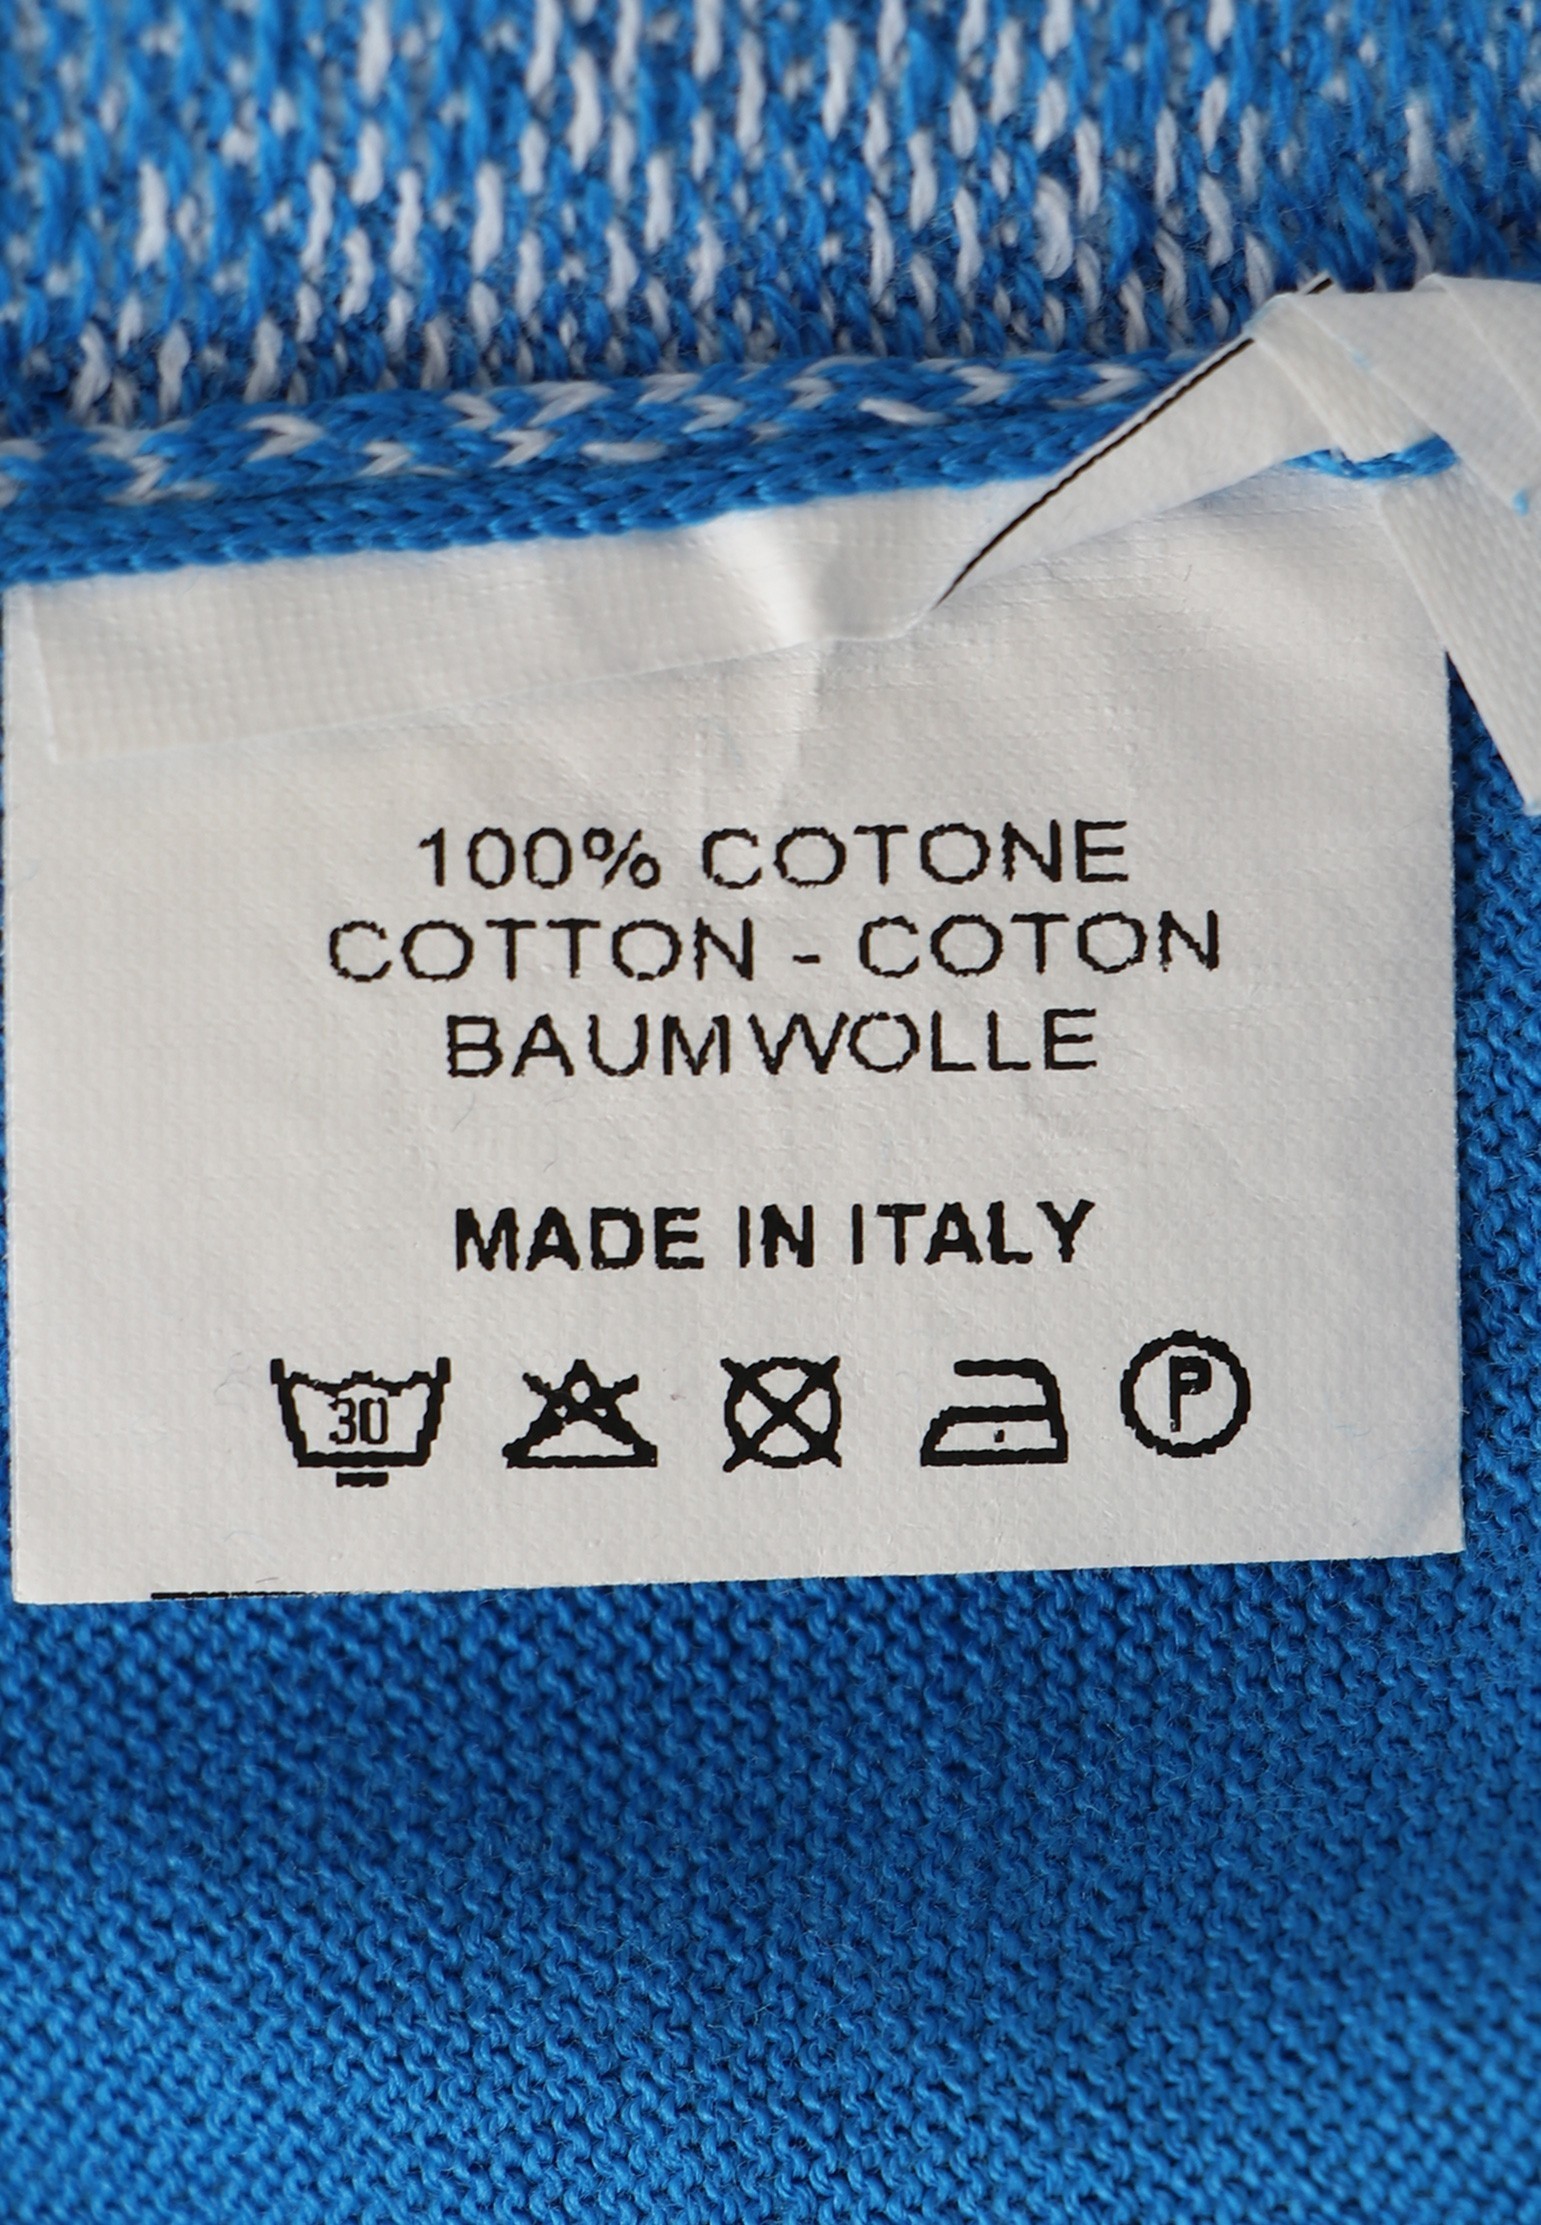 100% COTONE
COTTON - COTON
BAUMWOLLE
MADE IN ITALY
30 P